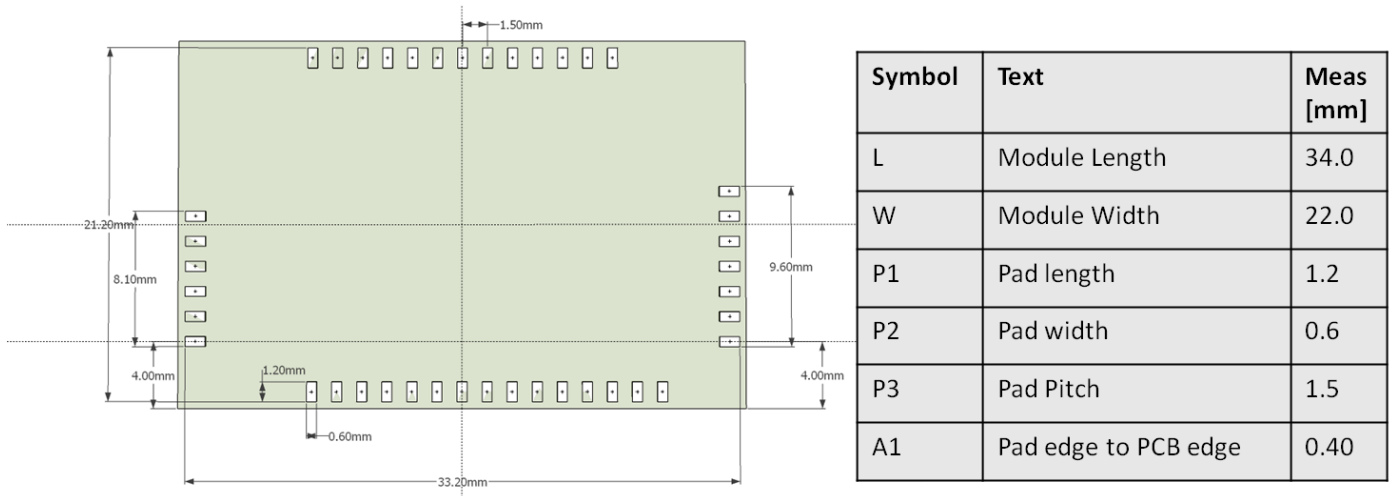 1.50mm
21.20mm
8.10mm
9.60mm
4.00mm
1.20mm
4.00mm
0.60mm
33.20mm
Symbol Text Meas [mm]
L Module Length 34.0
W Module Width 22.0
P1 Pad length 1.2
P2 Pad width 0.6
P3 Pad Pitch 1.5
A1 Pad edge to PCB edge 0.40